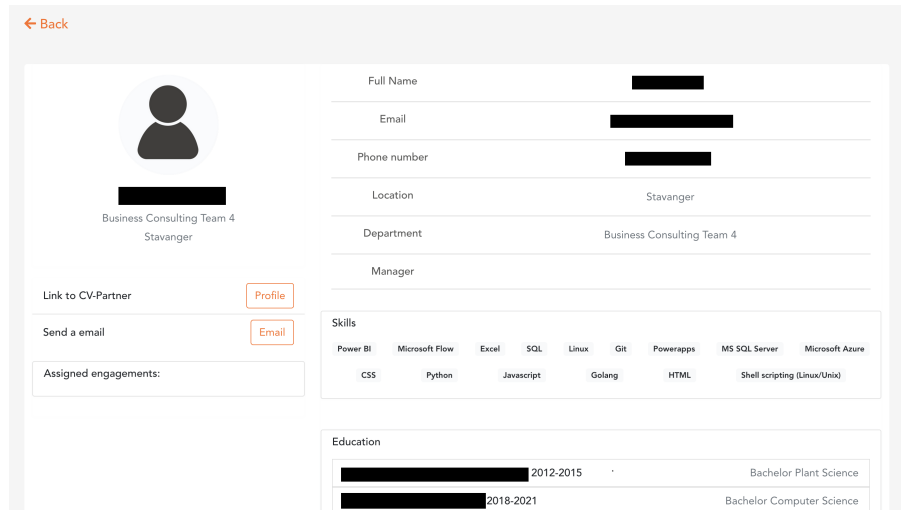 Back
Business Consulting Team 4
Stavanger
Link to CV-Partner Profile
Send a email Email
Assigned engagements:
Full Name
Email
Phone number
Location Stavanger
Department Business Consulting Team 4
Manager
Skills
Power BI Microsoft Flow Excel SQL Linux Git Powerapps MS SQL Server Microsoft Azure
CSS Python Javascript Golang HTML Shell scripting (Linux/Unix)
Education
2012-2015 Bachelor Plant Science
2018-2021 Bachelor Computer Science